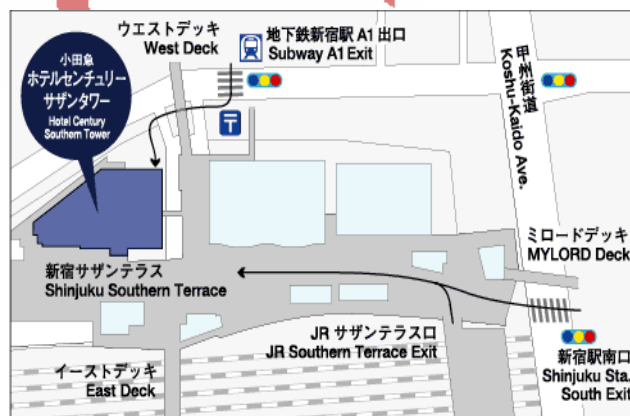 ウエストデッキ
West Deck
地下鉄新宿駅 A1 出口
Subway A1 Exit
小田急
ホテルセンチュリー
サザンタワー
Hotel Century
Southern Tower
甲州街道
Koshu-Kaido Ave.
〒
ミロードデッキ
MYLORD Deck
新宿サザンテラス
Shinjuku Southern Terrace
JR サザンテラス口
JR Southern Terrace Exit
新宿駅南口
Shinjuku Sta.
South Exit
イーストデッキ
East Deck